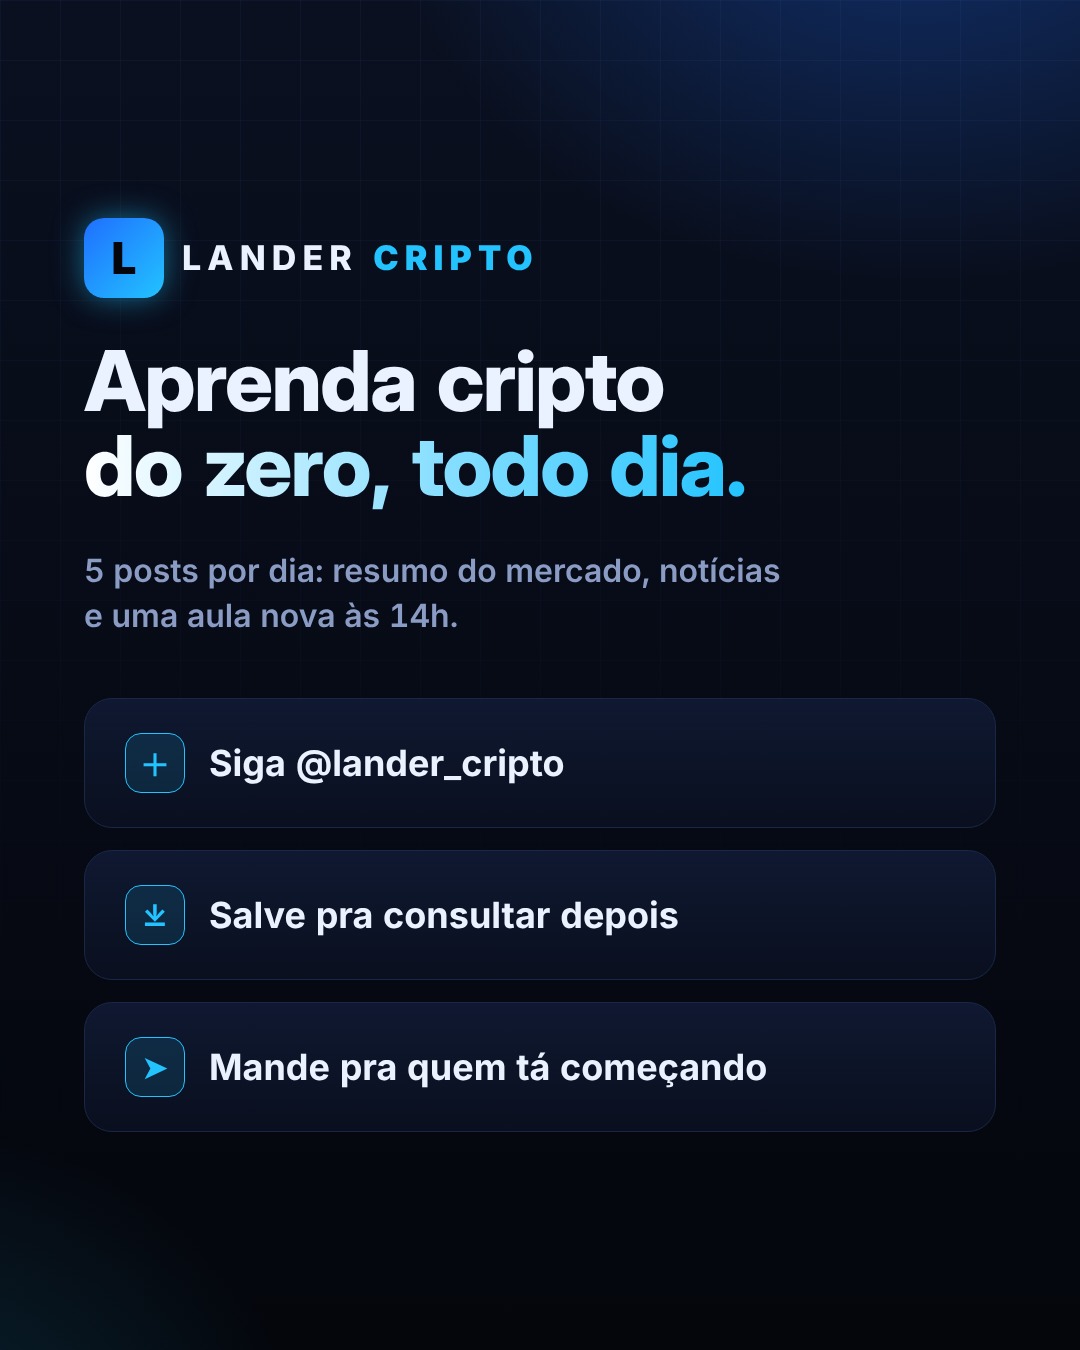 L
LANDER CRIPTO
Aprenda cripto
do zero, todo dia.
5 posts por dia: resumo do mercado, notícias
e uma aula nova às 14h.
Siga @lander_cripto
Salve pra consultar depois
Mande pra quem tá começando